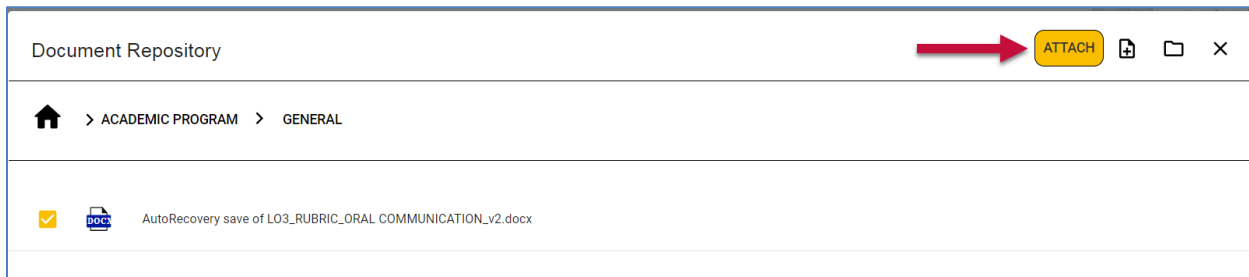 Document Repository
ATTACH
> ACADEMIC PROGRAM > GENERAL
DOCX
AutoRecovery save of LO3_RUBRIC_ORAL COMMUNICATION_v2.docx